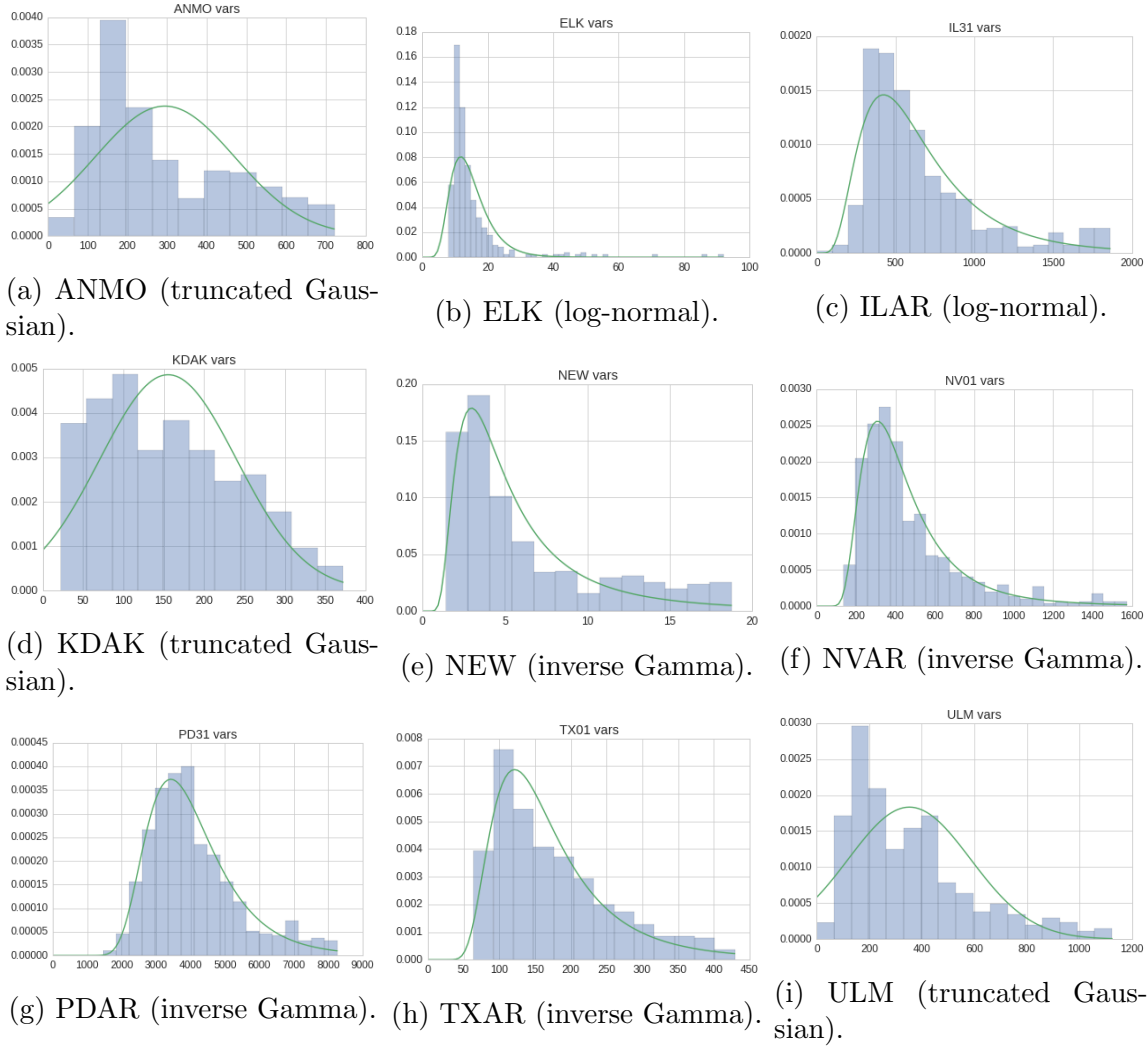 ANMO vars
0.0040
0.0035
0.0030
0.0025
0.0020
0.0015
0.0010
0.0005
0.0000
0 100 200 300 400 500 600 700 800
(a) ANMO (truncated Gaus-
sian).
ELK vars
0.18
0.16
0.14
0.12
0.10
0.08
0.06
0.04
0.02
0.00
0 20 40 60 80 100
(b) ELK (log-normal).
IL31 vars
0.0020
0.0015
0.0010
0.0005
0.0000
0 500 1000 1500 2000
(c) ILAR (log-normal).
KDAK vars
0.005
0.004
0.003
0.002
0.001
0.000
0 50 100 150 200 250 300 350 400
(d) KDAK (truncated Gaus-
sian).
NEW vars
0.20
0.15
0.10
0.05
0.00
0 5 10 15 20
(e) NEW (inverse Gamma).
NV01 vars
0.0030
0.0025
0.0020
0.0015
0.0010
0.0005
0.0000
0 200 400 600 800 1000 1200 1400 1600
(f) NVAR (inverse Gamma).
PD31 vars
0.00045
0.00040
0.00035
0.00030
0.00025
0.00020
0.00015
0.00010
0.00005
0.00000
0 1000 2000 3000 4000 5000 6000 7000 8000 9000
(g) PDAR (inverse Gamma).
TX01 vars
0.008
0.007
0.006
0.005
0.004
0.003
0.002
0.001
0.000
0 50 100 150 200 250 300 350 400 450
(h) TXAR (inverse Gamma).
ULM vars
0.0030
0.0025
0.0020
0.0015
0.0010
0.0005
0.0000
0 200 400 600 800 1000 1200
(i) ULM (truncated Gaus-
sian).